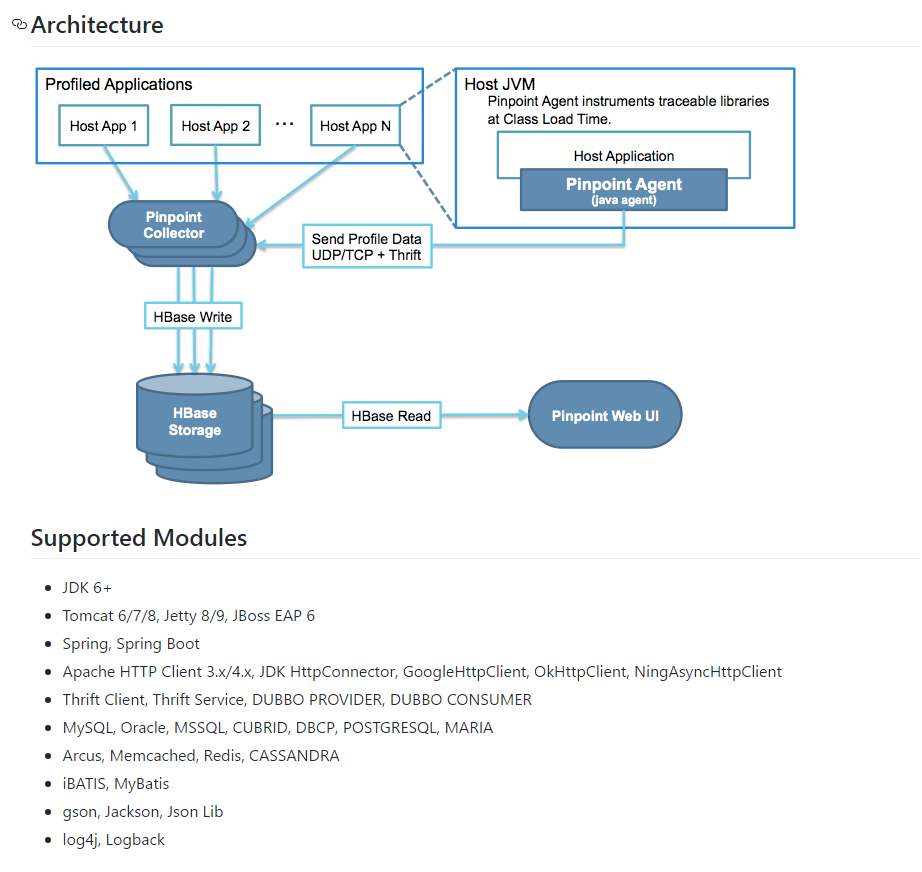 Architecture
Profiled Applications
Host App 1
Host App 2
...
Host App N
Host JVM
Pinpoint Agent instruments traceable libraries
at Class Load Time.
Host Application
Pinpoint Agent
(java agent)
Pinpoint
Collector
Send Profile Data
UDP/TCP + Thrift
HBase Write
HBase
Storage
HBase Read
Pinpoint Web UI
Supported Modules
• JDK 6+
• Tomcat 6/7/8, Jetty 8/9, JBoss EAP 6
• Spring, Spring Boot
• Apache HTTP Client 3.x/4.x, JDK HttpConnector, GoogleHttpClient, OkHttpClient, NingAsyncHttpClient
• Thrift Client, Thrift Service, DUBBO PROVIDER, DUBBO CONSUMER
• MySQL, Oracle, MSSQL, CUBRID, DBCP, POSTGRESQL, MARIA
• Arcus, Memcached, Redis, CASSANDRA
• iBATIS, MyBatis
• gson, Jackson, Json Lib
• log4j, Logback